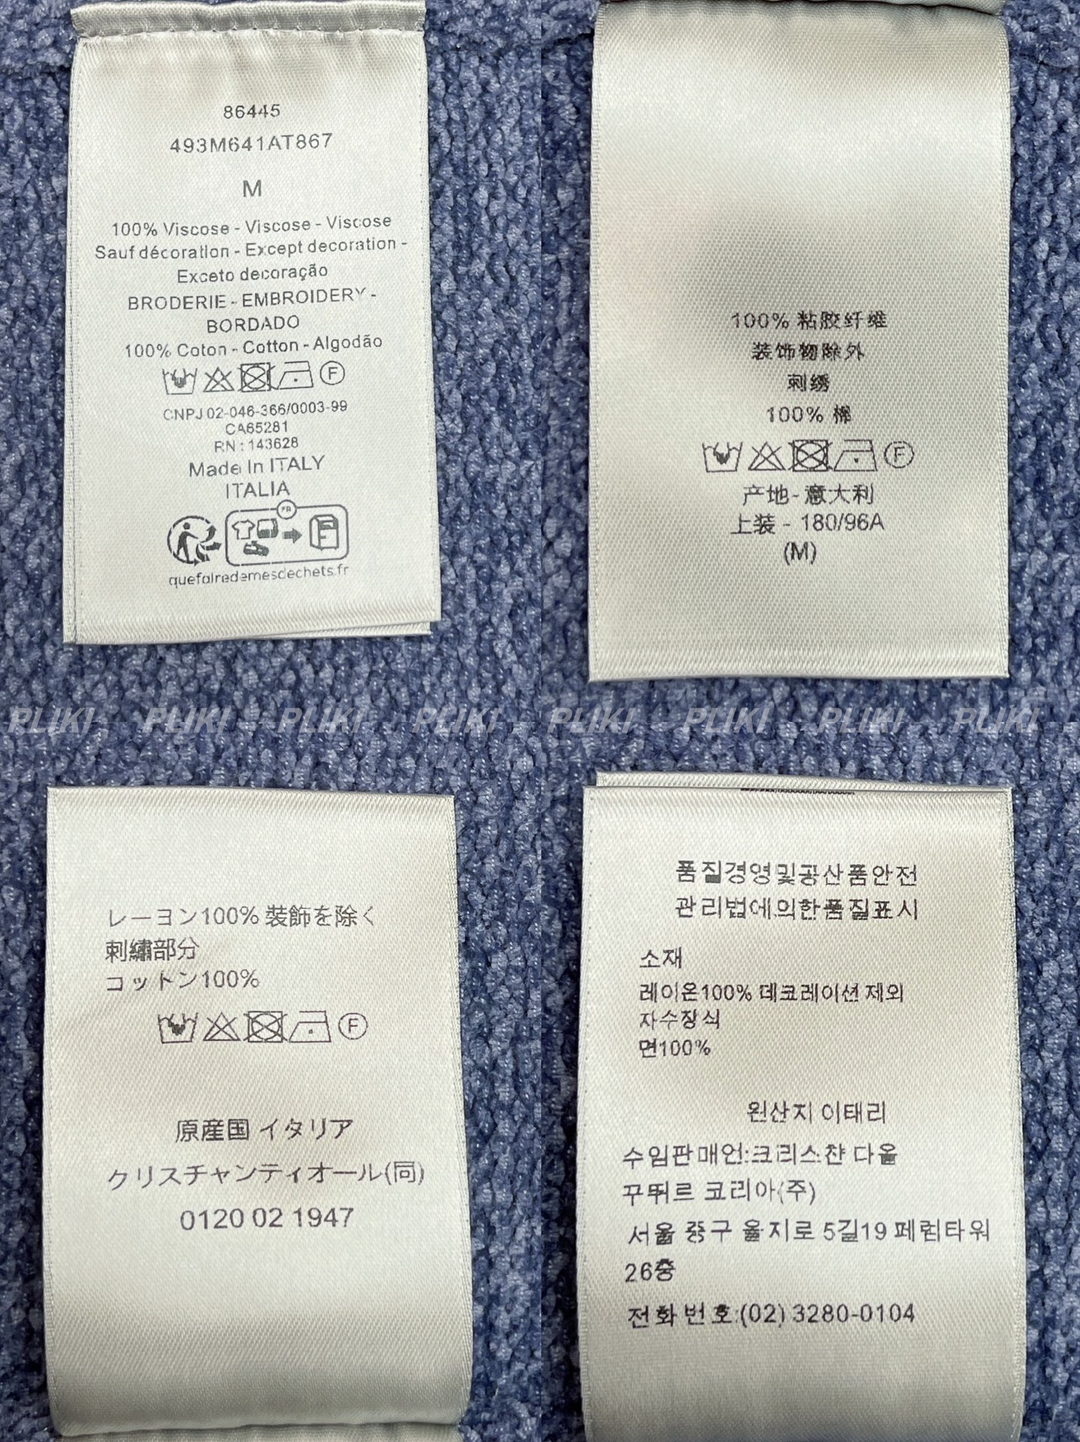 86445
493M641AT867
M
100% Viscose - Viscose - Viscose
Sauf décoration - Except decoration -
Exceto decoração
BRODERIE - EMBROIDERY -
BORDADO
100% Coton - Cotton - Algodão
F
CNPJ 02-046-366/0003-99
CA65281
RN : 143628
Made In ITALY
ITALIA
FR
quefairedemesdechets.fr
100% 粘胶纤维
装饰物除外
刺绣
100% 棉
F
产地- 意大利
上装 - 180/96A
(M)
PLIKI PLIKI PLIKI PLIKI PLIKI PLIKI PLIKI PLIKI
レーヨン100% 装飾を除く
刺繡部分
コットン100%
F
原産国 イタリア
クリスチャンティオール(同)
0120 02 1947
품질경영및공산품안전
관리법에의한품질표시
소재
레이온100% 데코레이션 제외
자수장식
면100%
원산지 이태리
수입판매언:크리스찬 다올
꾸뛰르 코리아(주)
서울 중구 을지로 5길19 페럼타워
26층
전화 번호:(02) 3280-0104